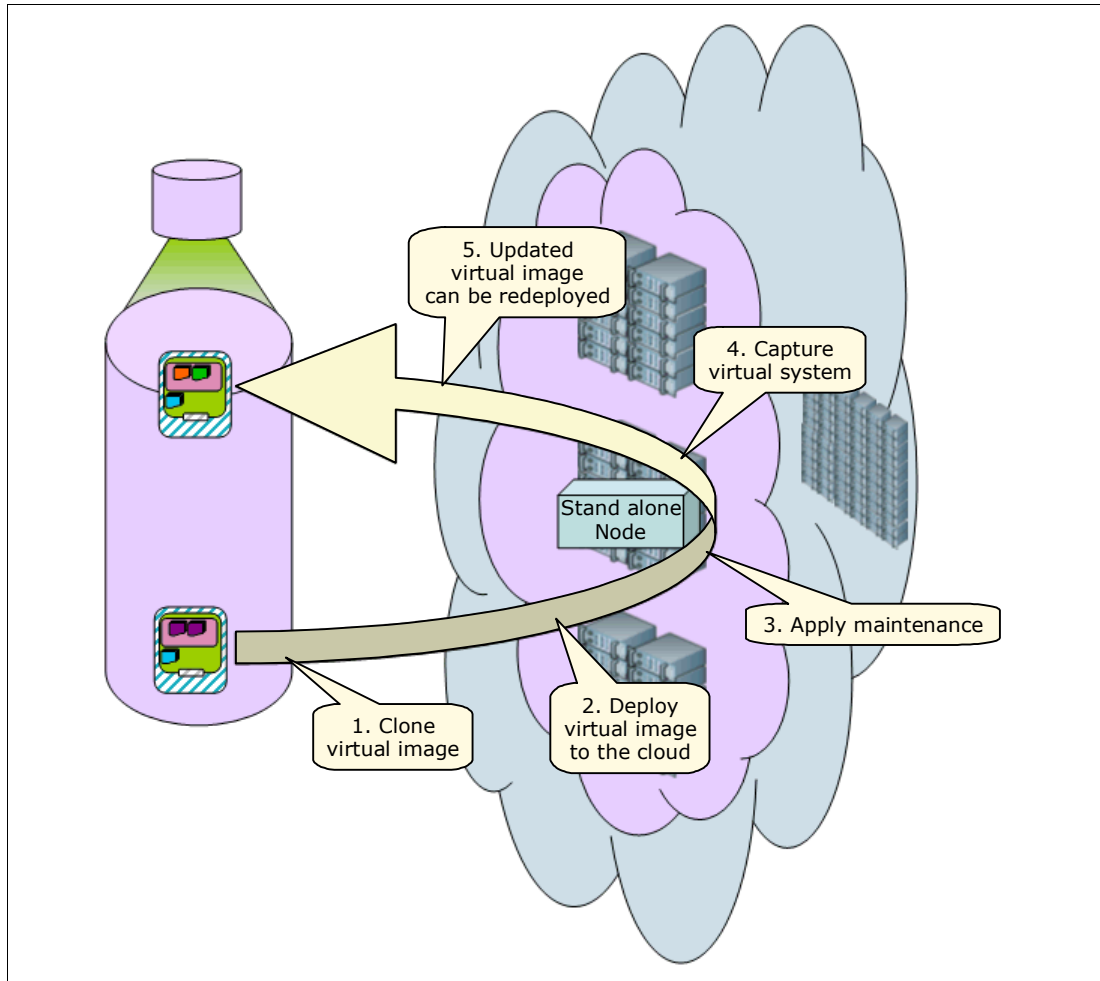 5. Updated
virtual image
can be redeployed
4. Capture
virtual system
Stand alone
Node
3. Apply maintenance
2. Deploy
virtual image
to the cloud
1. Clone
virtual image